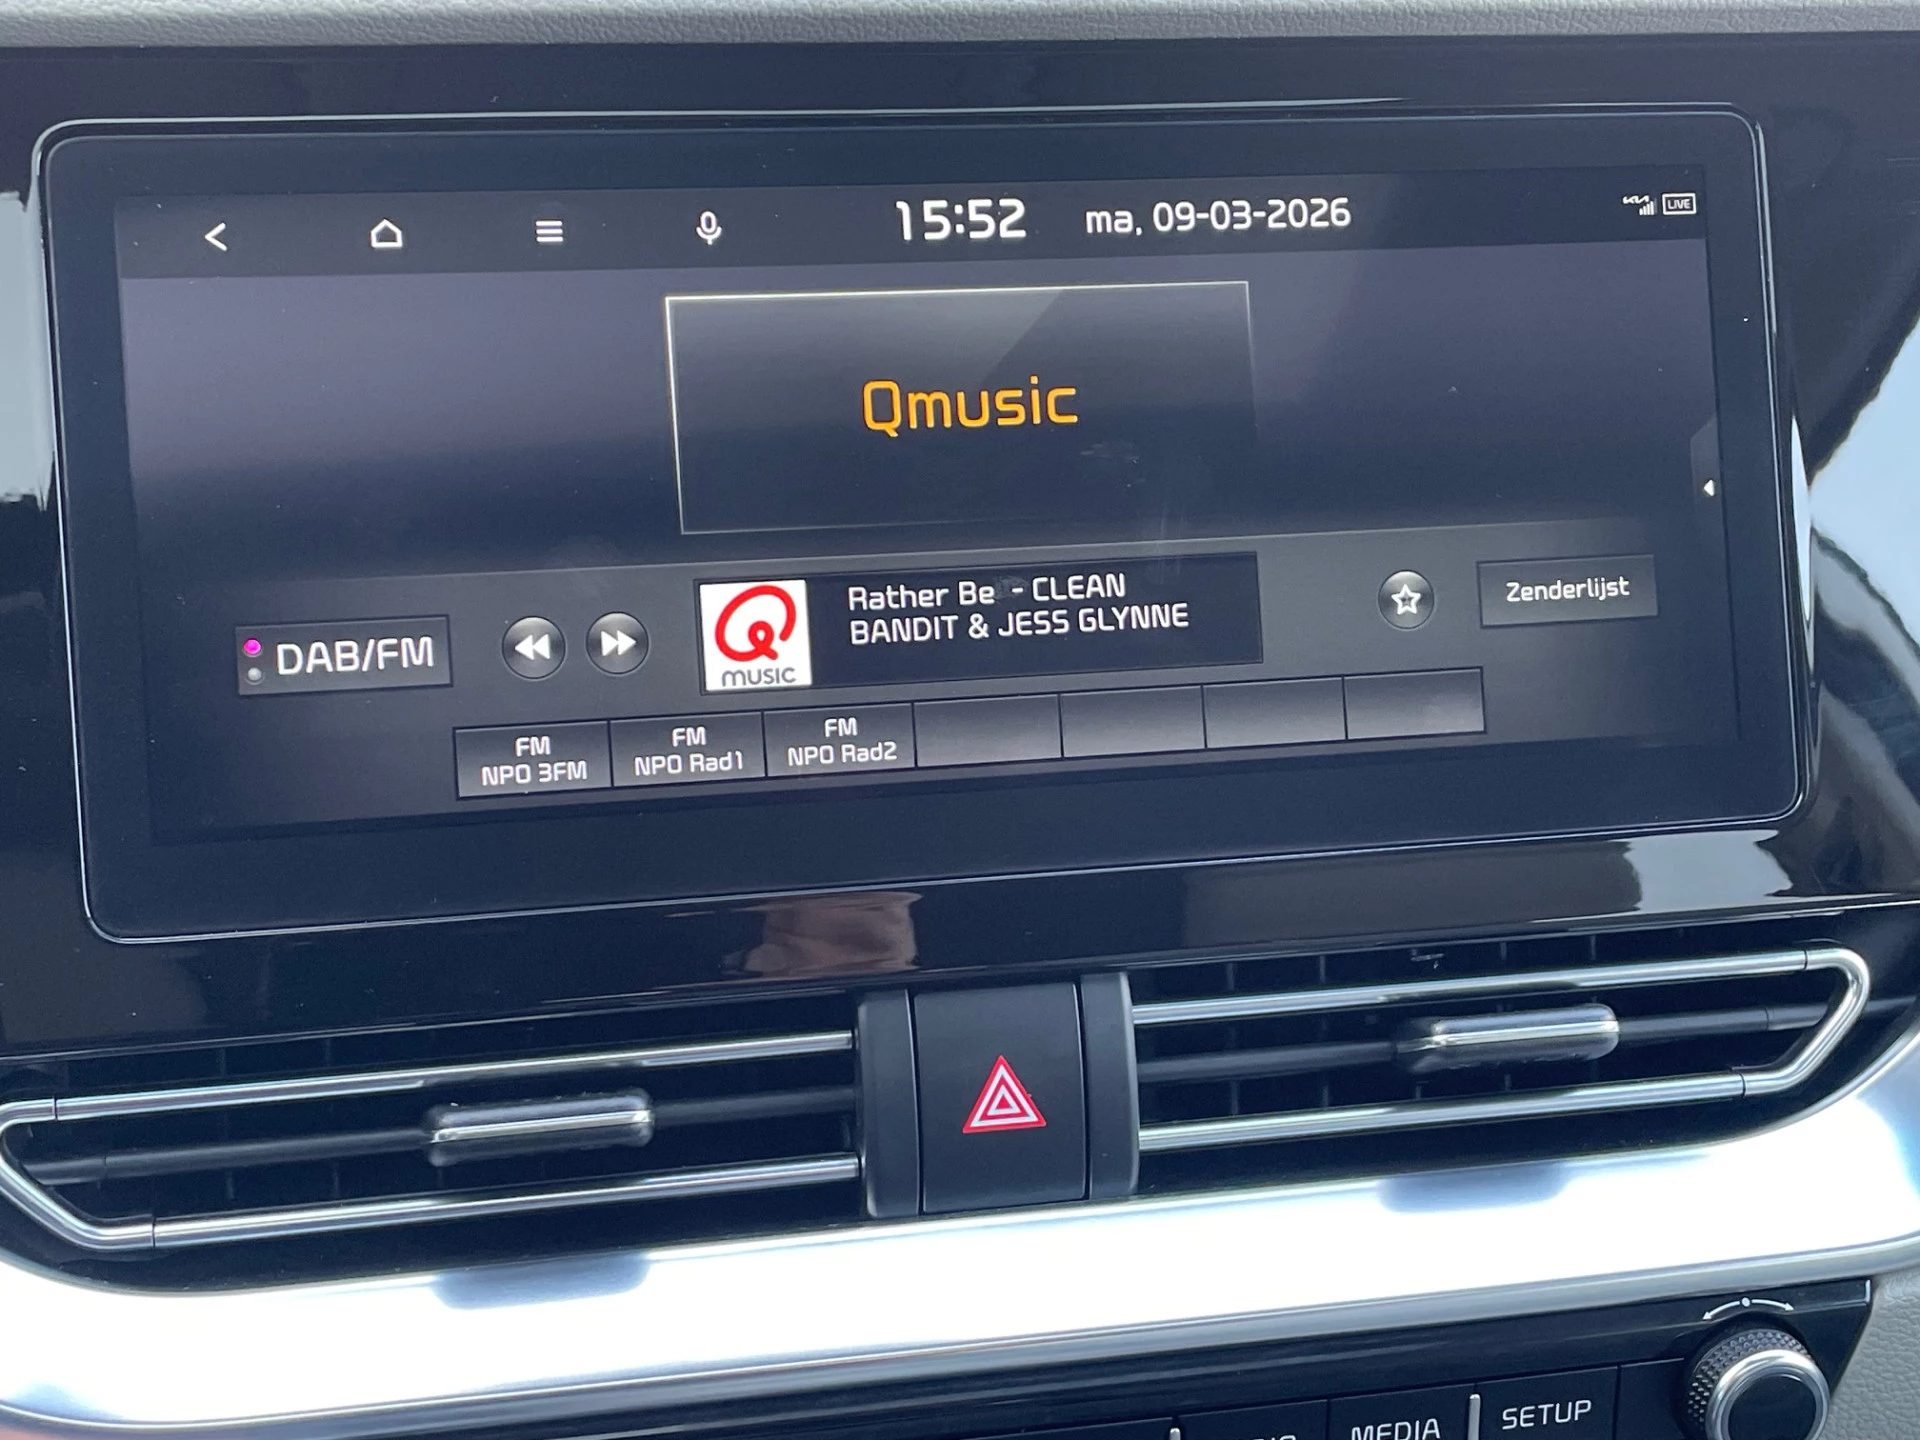 15:52 ma, 09-03-2026
LIVE
Qmusic
Rather Be - CLEAN
BANDIT & JESS GLYNNE
MUSIC
DAB/FM
Zenderlijst
FM
NPO 3FM
FM
NPO Rad1
FM
NPO Rad2
MEDIA
SETUP